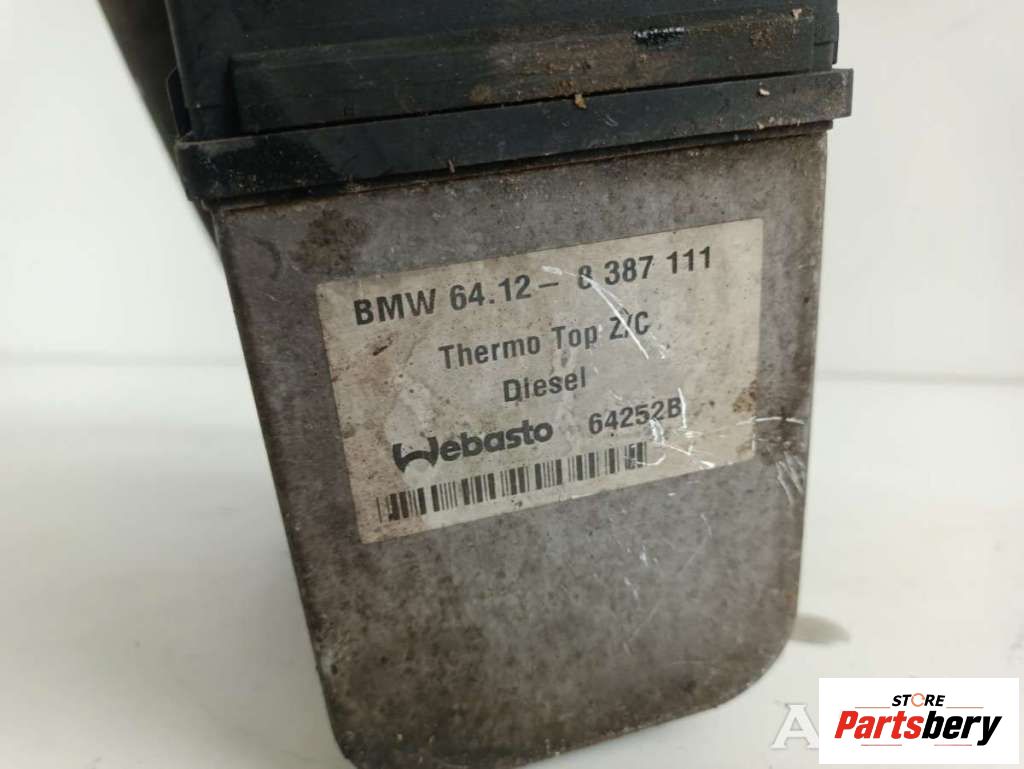 BMW 64.12- 8 387 111
Thermo Top Z/C
Diesel
Webasto 64252B
A
STORE
Partsbery